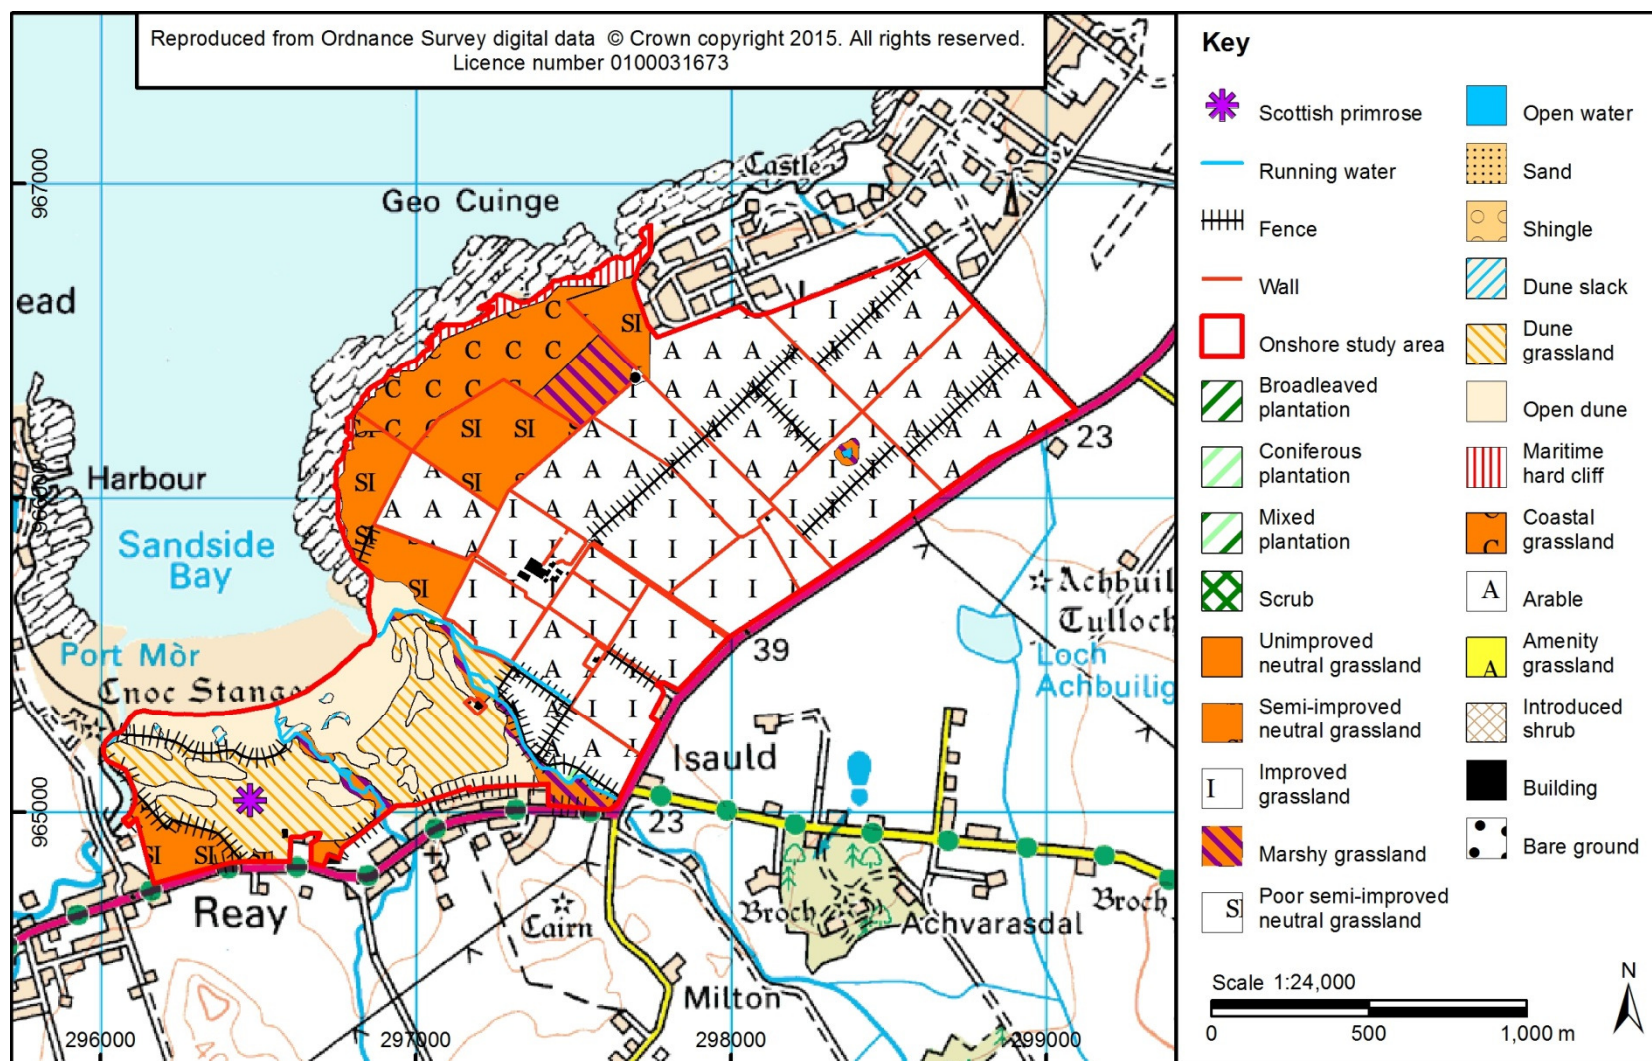 Reproduced from Ordnance Survey digital data © Crown copyright 2015. All rights reserved.
Licence number 0100031673
967000
Castle
Geo Cuinge
ead
Harbour
966000
Sandside
Bay
Port Mòr
Cnoc Stanga
23
39
Achbuil
Tulloch
Loch
Achbuilig
Isauld
965000
23
Reay
Cairn
Broch
Achvarasdal
Broch
Milton
296000
297000
298000
299000
Key
Scottish primrose
Running water
Fence
Wall
Onshore study area
Broadleaved
plantation
Coniferous
plantation
Mixed
plantation
Scrub
Unimproved
neutral grassland
Semi-improved
neutral grassland
I
Improved
grassland
Marshy grassland
SI
Poor semi-improved
neutral grassland
Open water
Sand
Shingle
Dune slack
Dune
grassland
Open dune
Maritime
hard cliff
C
Coastal
grassland
A
Arable
A
Amenity
grassland
Introduced
shrub
Building
Bare ground
Scale 1:24,000
0 500 1,000 m
N